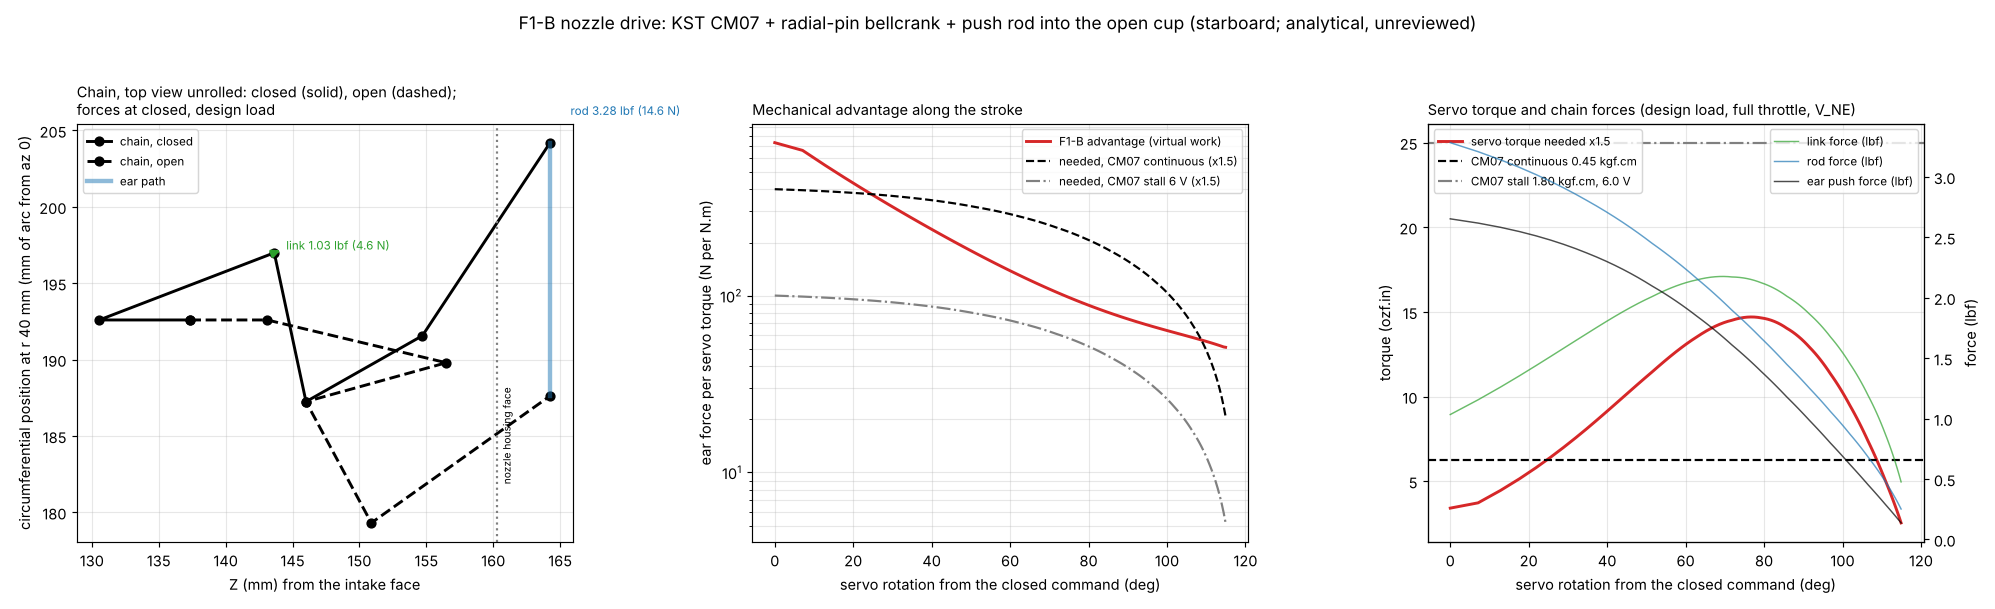 F1-B nozzle drive: KST CM07 + radial-pin bellcrank + push rod into the open cup (starboard; analytical, unreviewed)
Chain, top view unrolled: closed (solid), open (dashed);
forces at closed, design load
rod 3.28 lbf (14.6 N)
chain, closed
chain, open
ear path
link 1.03 lbf (4.6 N)
nozzle housing face
circumferential position at r 40 mm (mm of arc from az 0)
205
200
195
190
185
180
130 135 140 145 150 155 160 165
Z (mm) from the intake face
Mechanical advantage along the stroke
F1-B advantage (virtual work)
needed, CM07 continuous (x1.5)
needed, CM07 stall 6 V (x1.5)
ear force per servo torque (N per N.m)
10²
10¹
0 20 40 60 80 100 120
servo rotation from the closed command (deg)
Servo torque and chain forces (design load, full throttle, V_NE)
servo torque needed x1.5
CM07 continuous 0.45 kgf.cm
CM07 stall 1.80 kgf.cm, 6.0 V
link force (lbf)
rod force (lbf)
ear push force (lbf)
torque (ozf.in)
25
20
15
10
5
3.0
2.5
2.0
1.5
1.0
0.5
0.0
force (lbf)
0 20 40 60 80 100 120
servo rotation from the closed command (deg)